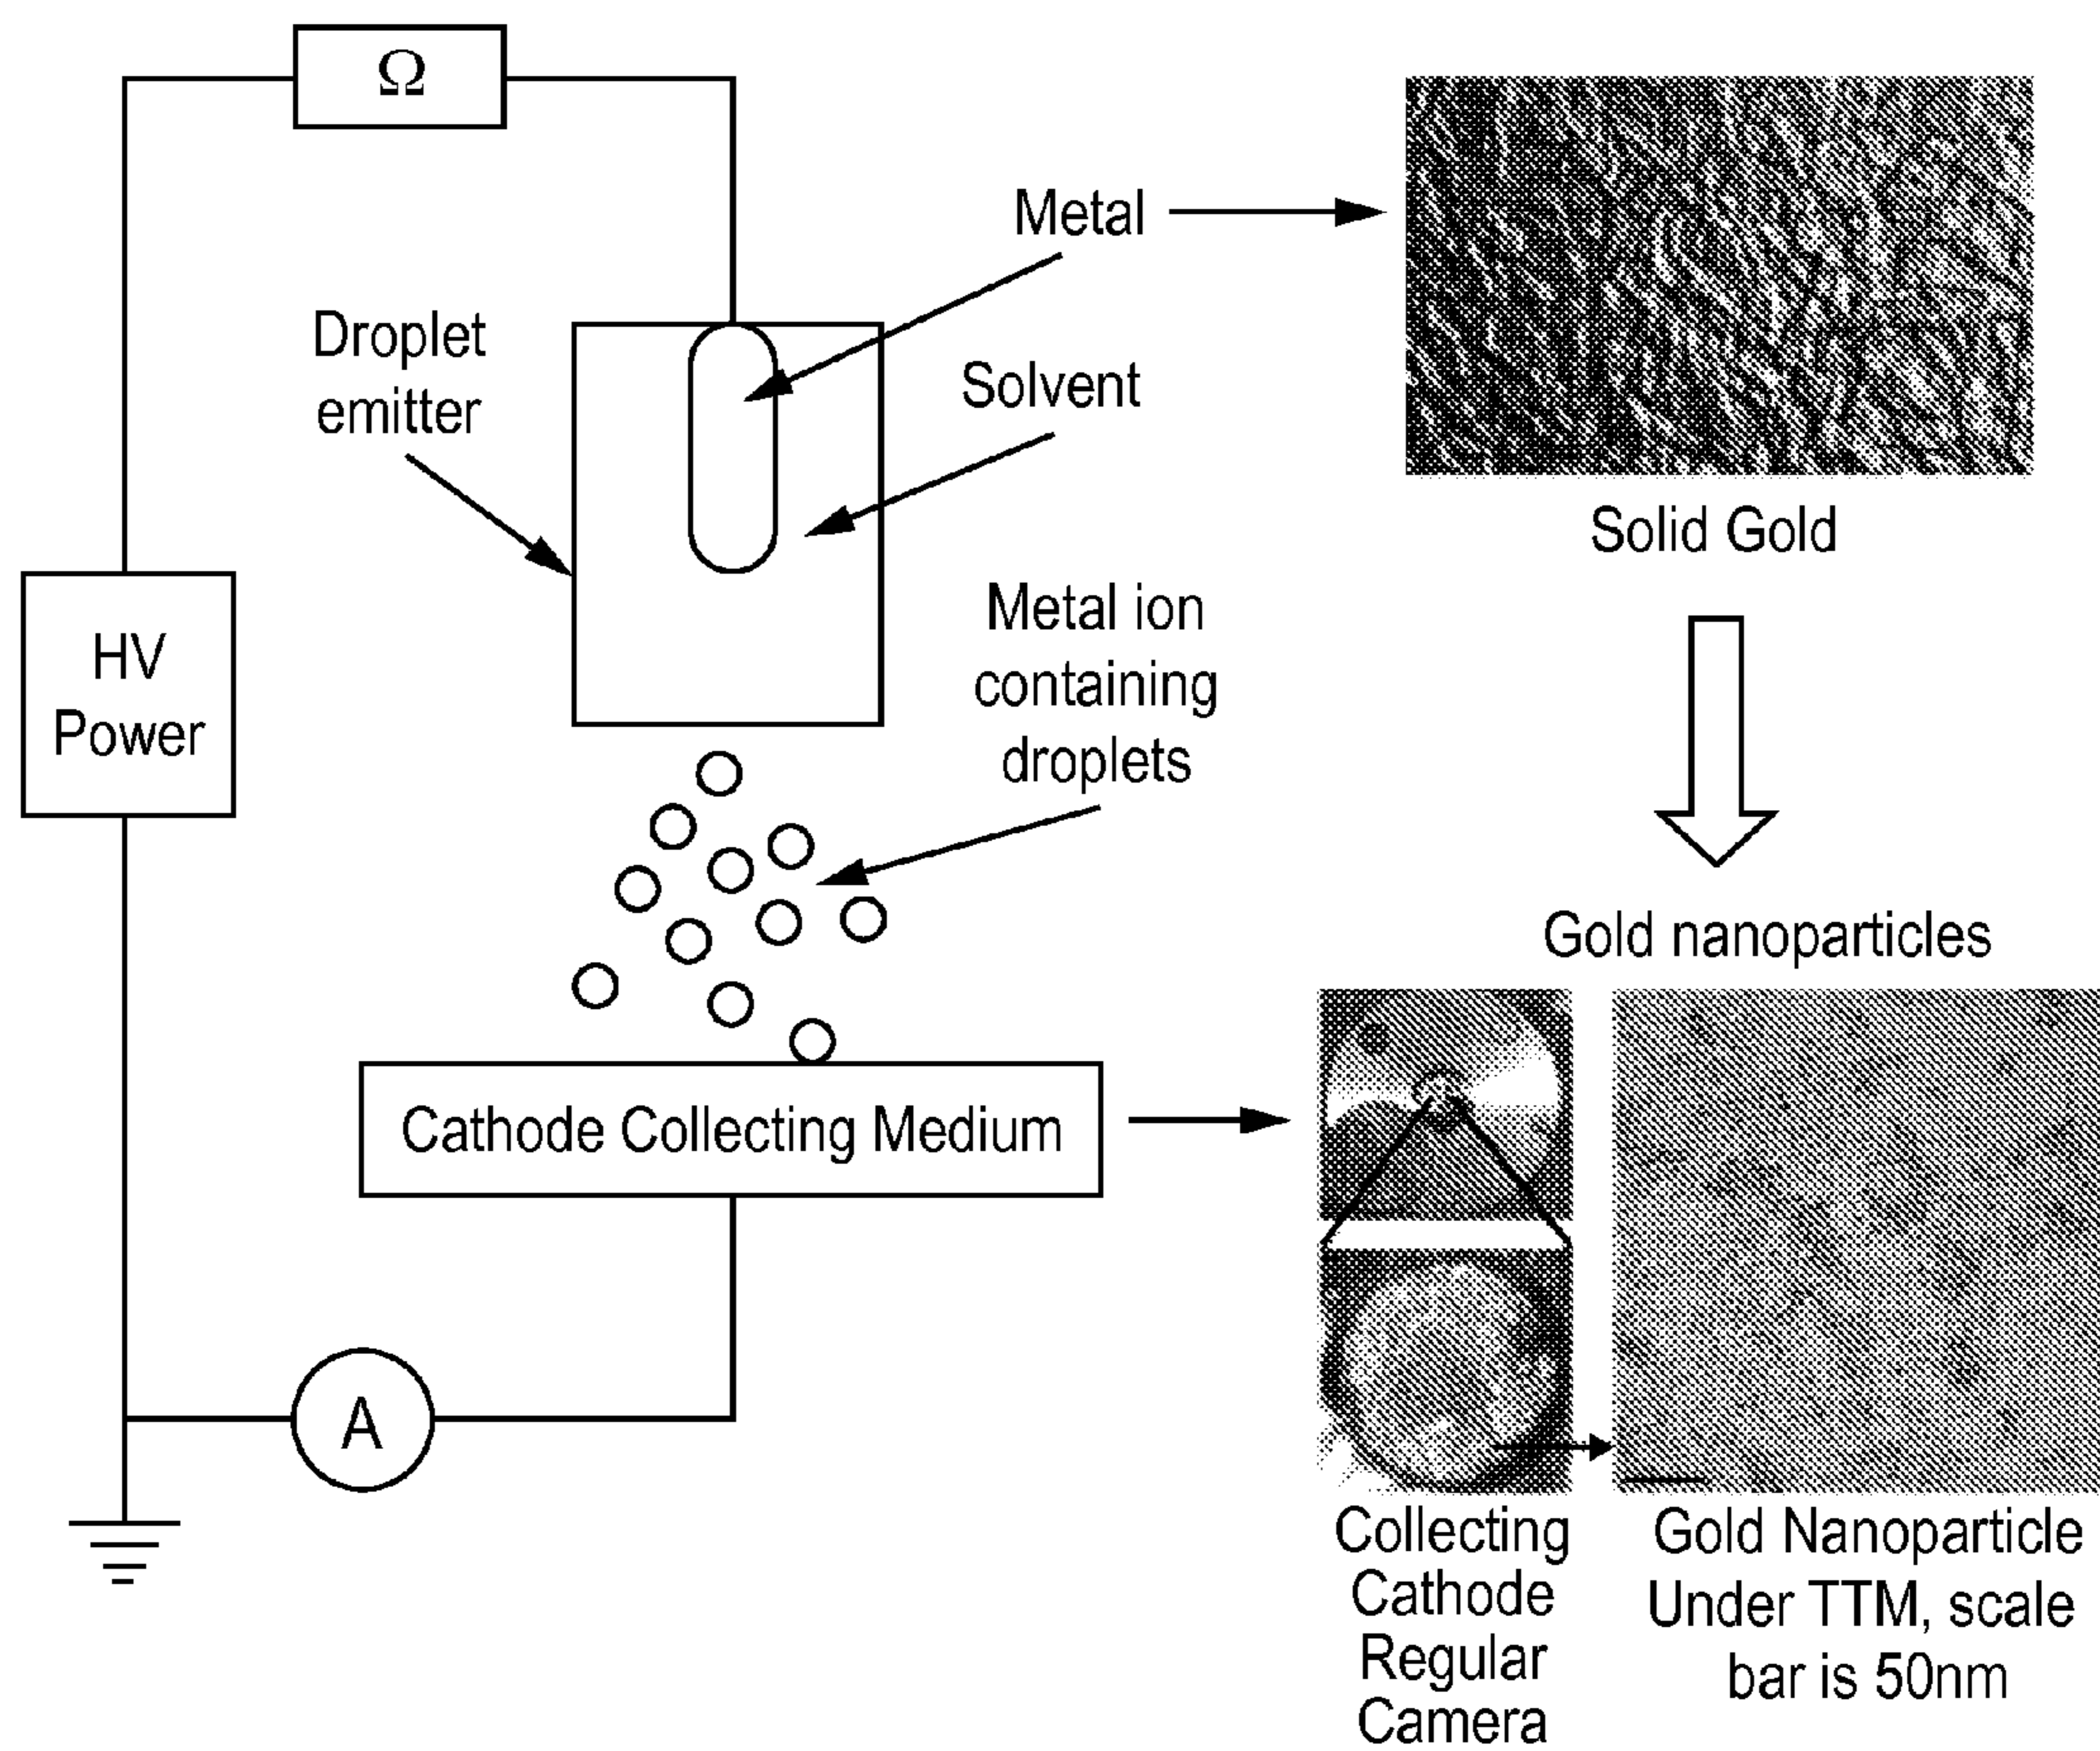 Ω
Metal
Droplet
emitter
Solvent
Solid Gold
HV
Power
Metal ion
containing
droplets
Gold nanoparticles
Cathode Collecting Medium
A
Collecting
Cathode
Regular
Camera
Gold Nanoparticle
Under TTM, scale
bar is 50nm